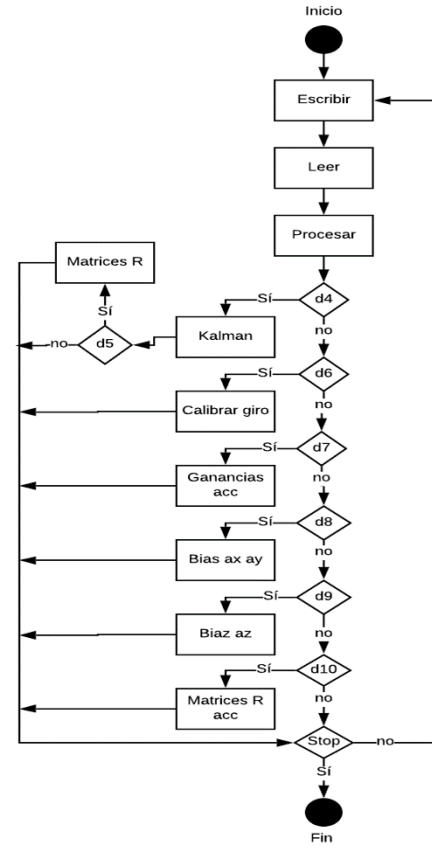 Inicio
Escribir
Leer
Procesar
Matrices R
d4
Sí
no
Sí
Kalman
d5
no
d6
Sí
no
Calibrar giro
d7
Sí
no
Ganancias
acc
d8
Sí
no
Bias ax ay
d9
Sí
no
Biaz az
d10
Sí
no
Matrices R
acc
Stop
no
Sí
Fin